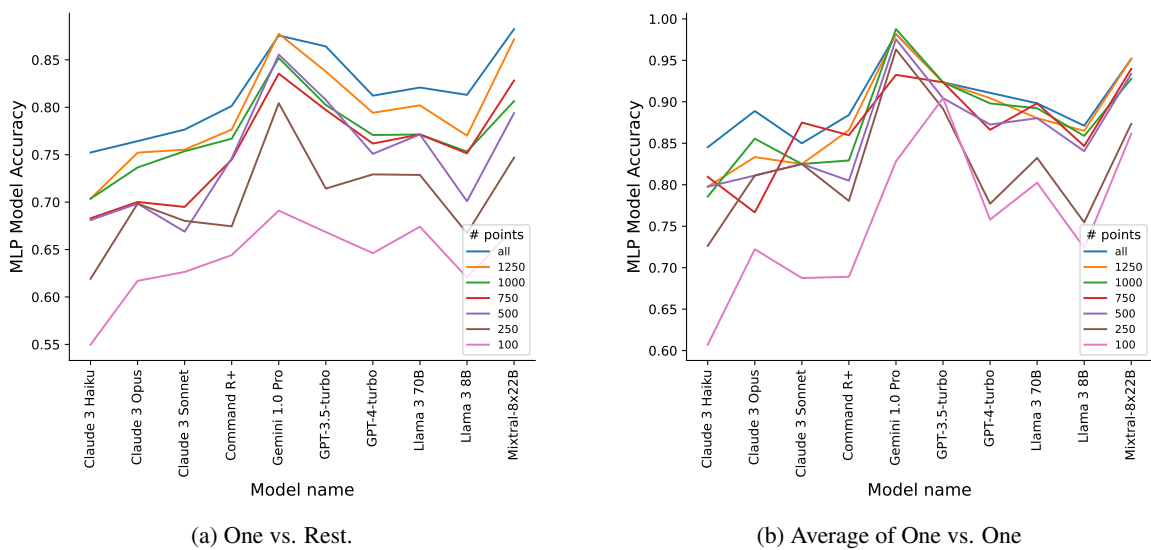 MLP Model Accuracy
0.85
0.80
0.75
0.70
0.65
0.60
0.55
# points
all
1250
1000
750
500
250
100
Claude 3 Haiku
Claude 3 Opus
Claude 3 Sonnet
Command R+
Gemini 1.0 Pro
GPT-3.5-turbo
GPT-4-turbo
Llama 3 70B
Llama 3 8B
Mixtral-8x22B
Model name
(a) One vs. Rest.
MLP Model Accuracy
1.00
0.95
0.90
0.85
0.80
0.75
0.70
0.65
0.60
# points
all
1250
1000
750
500
250
100
Claude 3 Haiku
Claude 3 Opus
Claude 3 Sonnet
Command R+
Gemini 1.0 Pro
GPT-3.5-turbo
GPT-4-turbo
Llama 3 70B
Llama 3 8B
Mixtral-8x22B
Model name
(b) Average of One vs. One